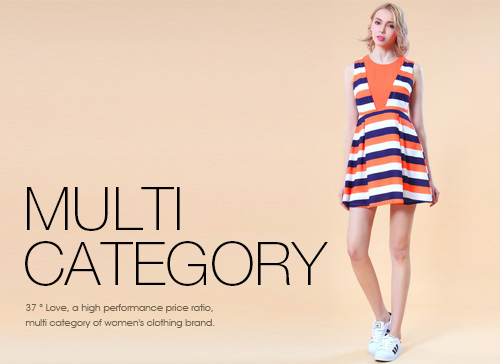 MULTI
CATEGORY
37 ° Love, a high performance price ratio,
multi category of women's clothing brand.